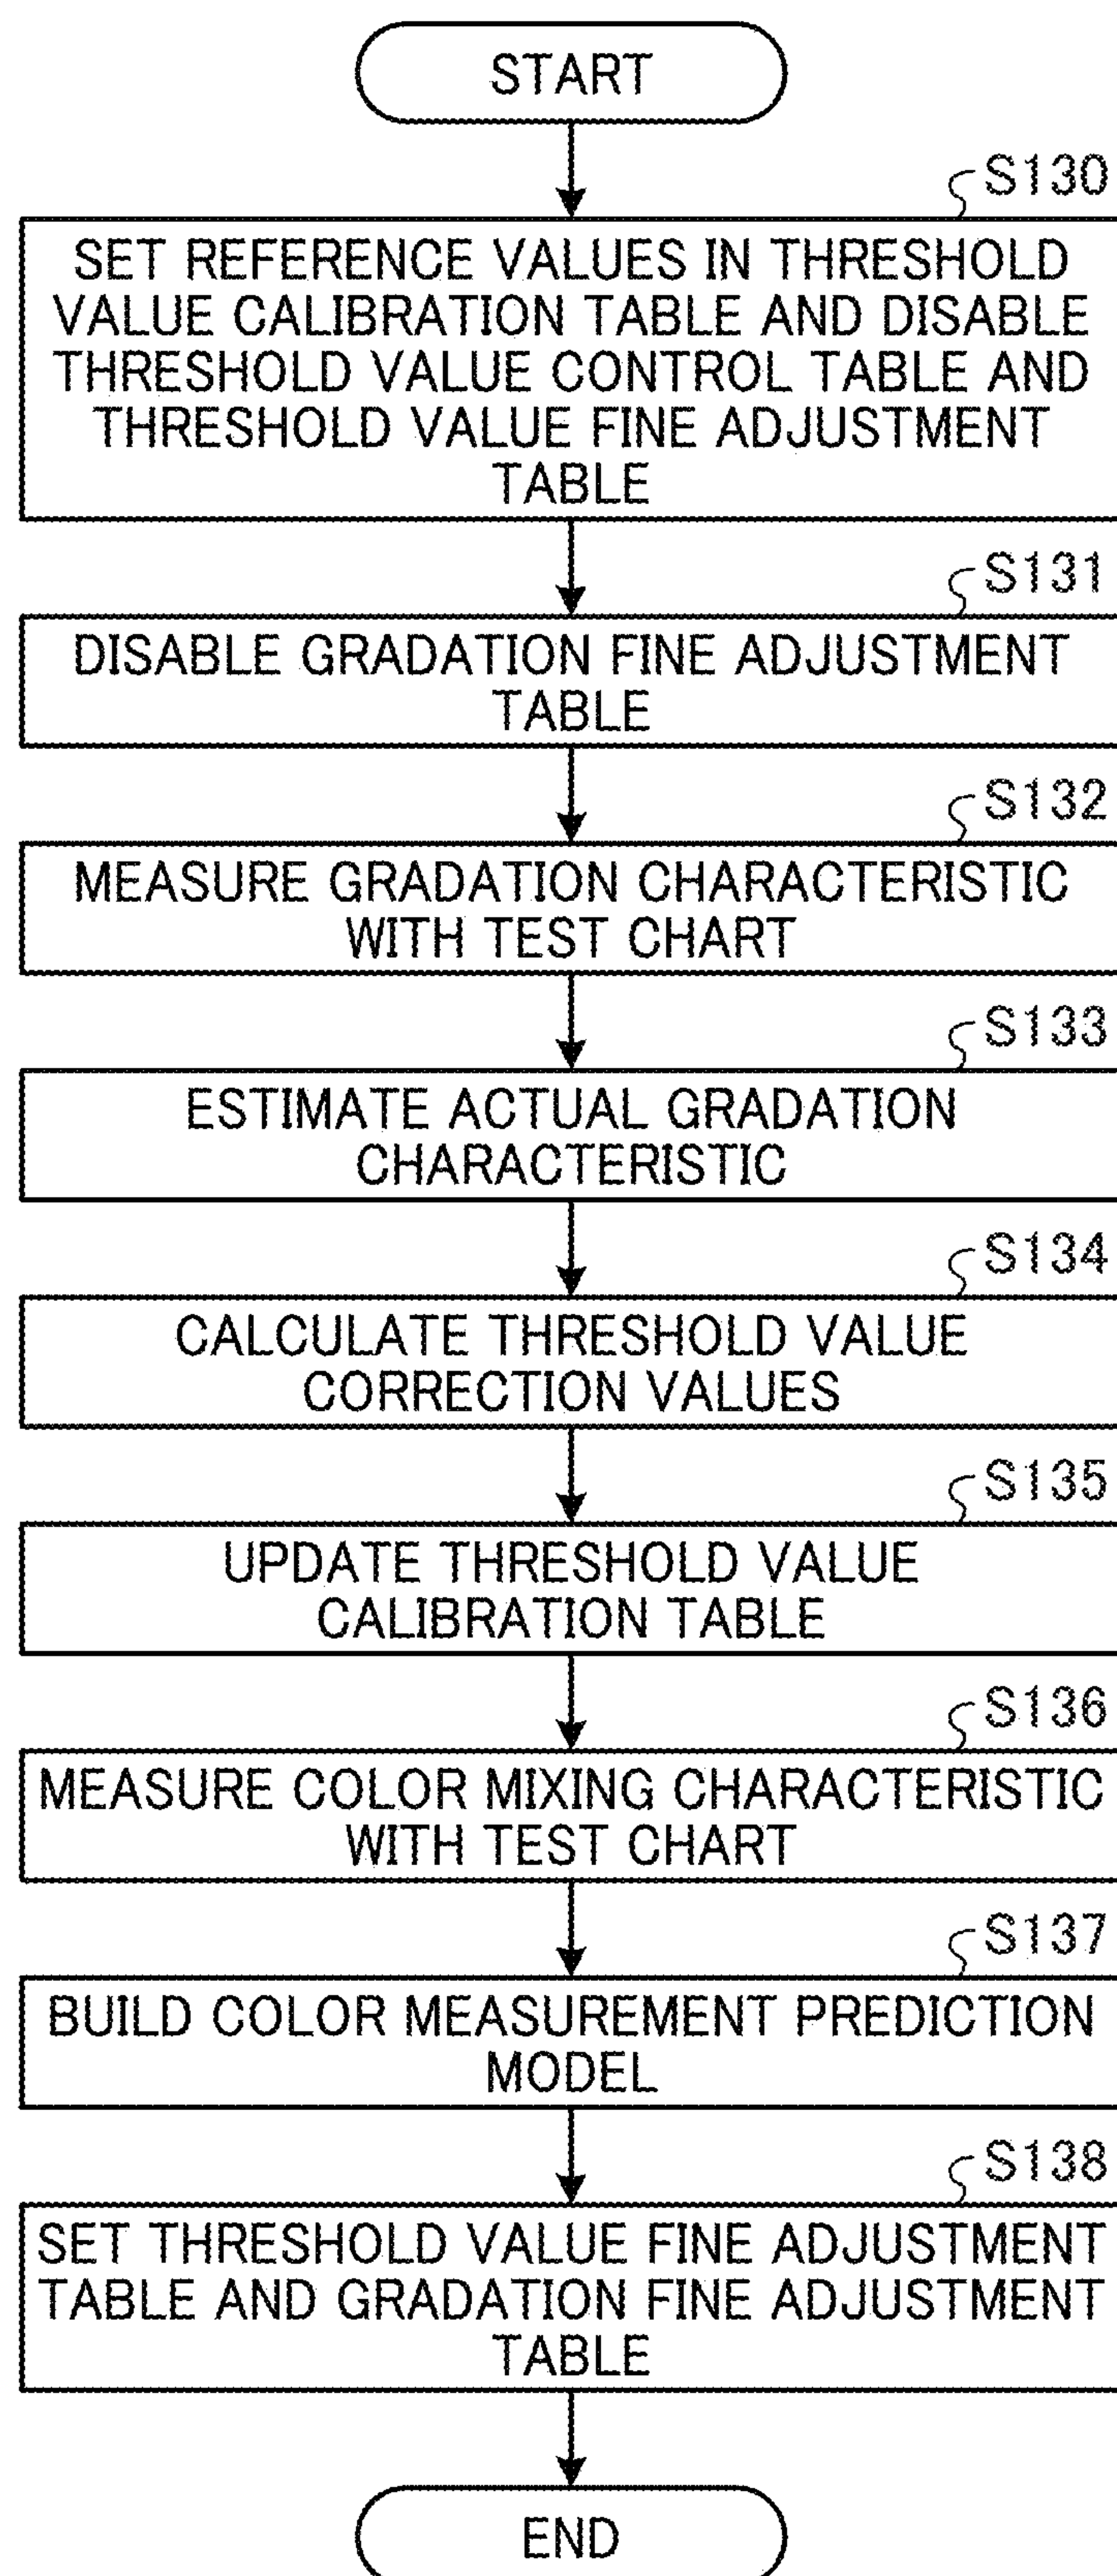 START
S130
SET REFERENCE VALUES IN THRESHOLD
VALUE CALIBRATION TABLE AND DISABLE
THRESHOLD VALUE CONTROL TABLE AND
THRESHOLD VALUE FINE ADJUSTMENT
TABLE
S131
DISABLE GRADATION FINE ADJUSTMENT
TABLE
S132
MEASURE GRADATION CHARACTERISTIC
WITH TEST CHART
S133
ESTIMATE ACTUAL GRADATION
CHARACTERISTIC
S134
CALCULATE THRESHOLD VALUE
CORRECTION VALUES
S135
UPDATE THRESHOLD VALUE
CALIBRATION TABLE
S136
MEASURE COLOR MIXING CHARACTERISTIC
WITH TEST CHART
S137
BUILD COLOR MEASUREMENT PREDICTION
MODEL
S138
SET THRESHOLD VALUE FINE ADJUSTMENT
TABLE AND GRADATION FINE ADJUSTMENT
TABLE
END